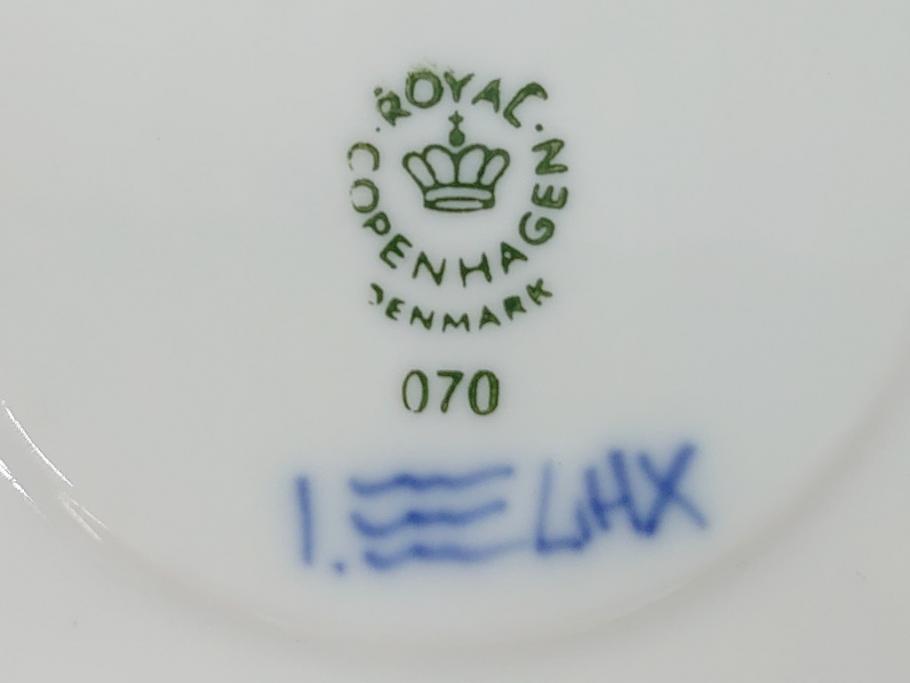 ROYAL
COPENHAGEN
DENMARK
070
1. LHX